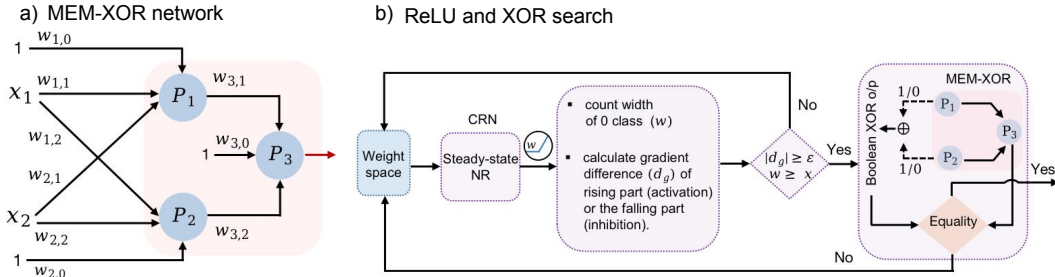 a) MEM-XOR network
1
w1,0
x1
w1,1
w1,2
w2,1
x2
w2,2
1
w2,0
P1
P2
w3,1
1
w3,0
P3
w3,2
b) ReLU and XOR search
Weight
space
CRN
Steady-state
NR
w
▪ count width
of 0 class (w)
▪ calculate gradient
difference (dg) of
rising part (activation)
or the falling part
(inhibition).
No
|dg| ≥ ε
w ≥ x
Yes
No
Boolean XOR o/p
MEM-XOR
1/0
P1
⊕
P3
P2
1/0
Equality
Yes